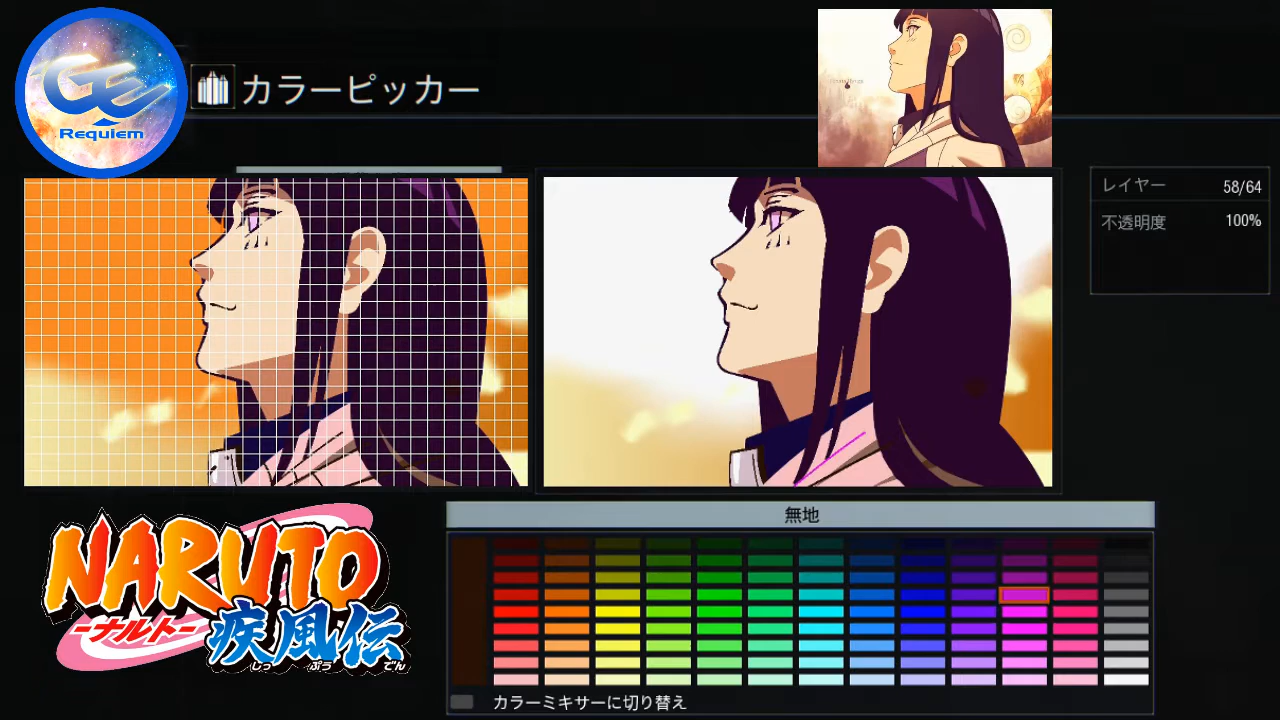 GE
Requiem
カラーピッカー
レイヤー 58/64
不透明度 100%
無地
カラーミキサーに切り替え
NARUTO
-ナルト-
疾風伝
しっ ぷう でん